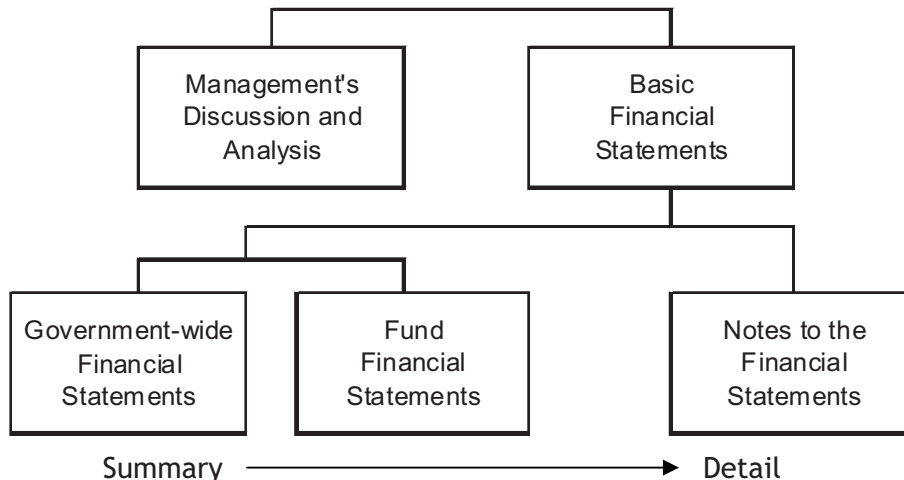 Management's
Discussion and
Analysis
Basic
Financial
Statements
Government-wide
Financial
Statements
Fund
Financial
Statements
Notes to the
Financial
Statements
Summary
Detail